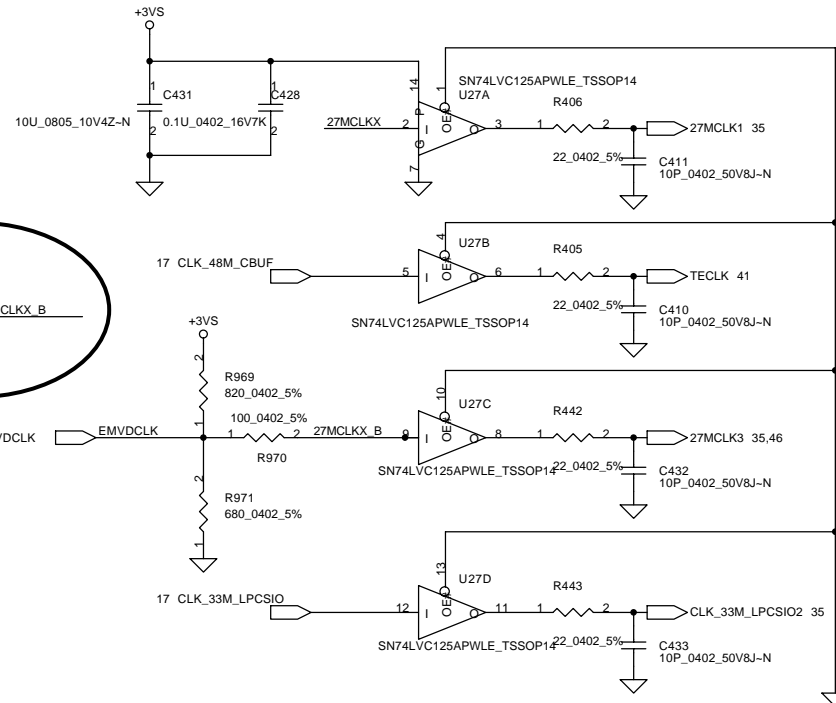 +3VS
1 C431
2
10U_0805_10V4Z~N
1 C428
2
0.1U_0402_16V7K
27MCLKX
14
1
SN74LVC125APWLE_TSSOP14
U27A
P
OE#
2 I
O 3
G
7
R406
1 2
22_0402_5%
27MCLK1 35
C411
10P_0402_50V8J~N
17 CLK_48M_CBUF
4
U27B
5 I
OE#
O 6
SN74LVC125APWLE_TSSOP14
R405
1 2
22_0402_5%
TECLK 41
C410
10P_0402_50V8J~N
CLKX_B
+3VS
2
R969
820_0402_5%
1
VDCLK
EMVDCLK
100_0402_5%
1 2
R970
27MCLKX_B
10
U27C
9 I
OE#
O 8
SN74LVC125APWLE_TSSOP14
R442
1 2
22_0402_5%
27MCLK3 35,46
C432
10P_0402_50V8J~N
2
R971
680_0402_5%
1
17 CLK_33M_LPCSIO
13
U27D
12 I
OE#
O 11
SN74LVC125APWLE_TSSOP14
R443
1 2
22_0402_5%
CLK_33M_LPCSIO2 35
C433
10P_0402_50V8J~N